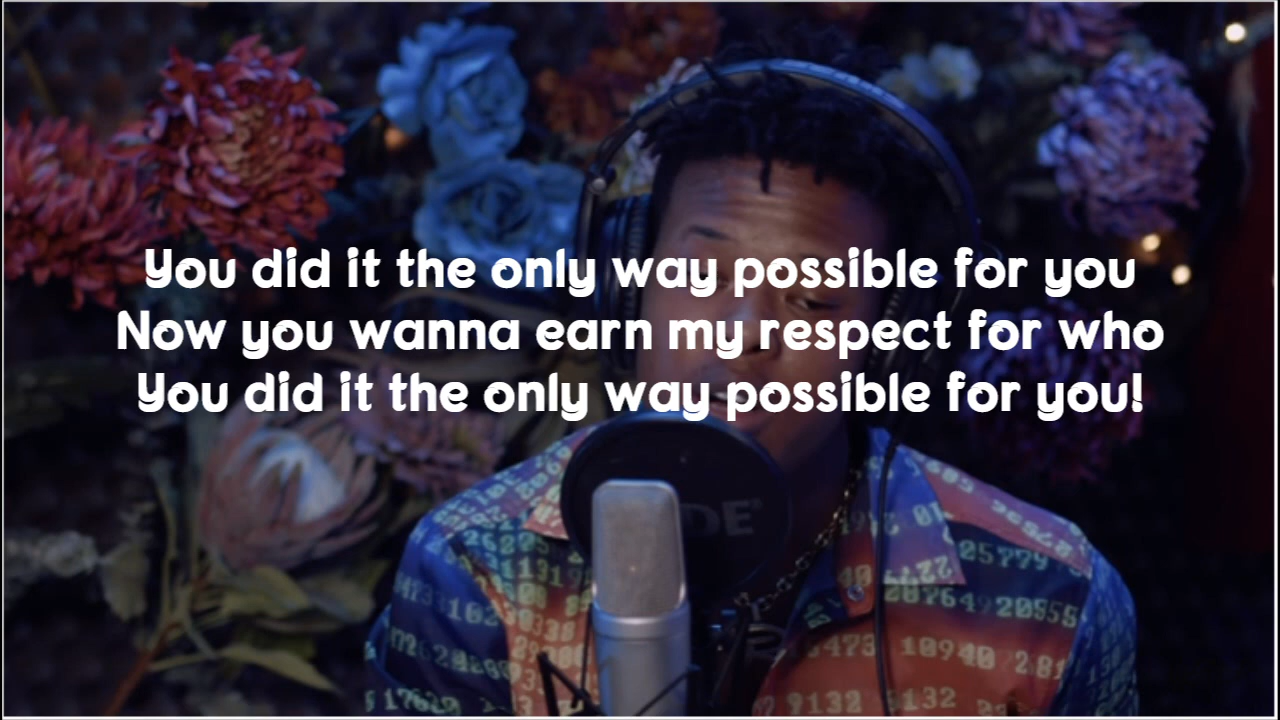 You did it the only way possible for you
Now you wanna earn my respect for who
You did it the only way possible for you!